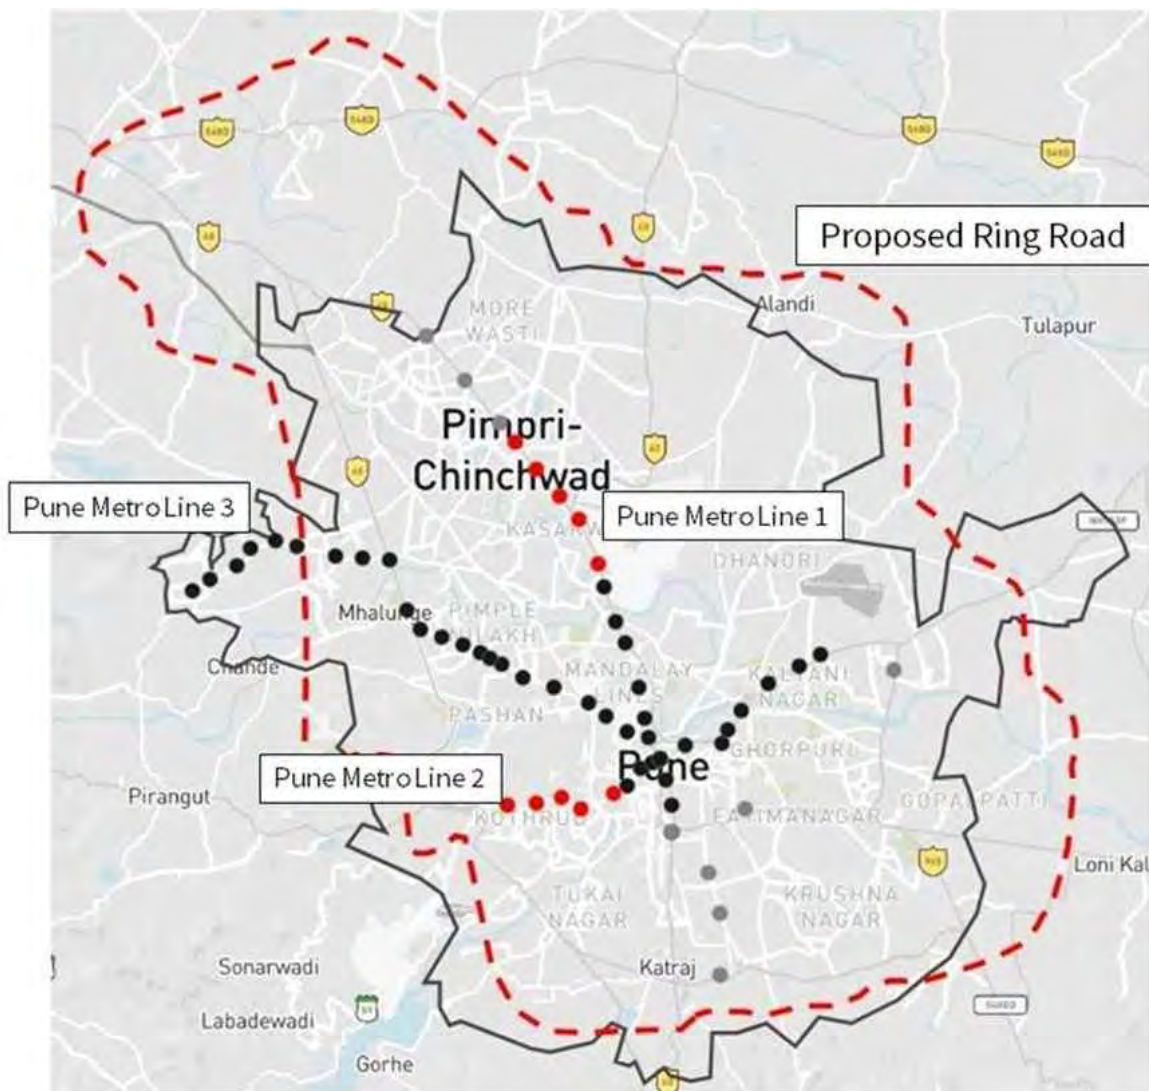 Proposed Ring Road
Alandi
Tulapur
MORE
WASTI
Pimpri-
Chinchwad
Pune Metro Line 3
Pune Metro Line 1
DHANORI
Mhalunge
PIMPLE
Chande
MANDALAY
LINES
KALYANI
NAGAR
PASHAN
GHORPURI
Pune
Pune Metro Line 2
Pirangut
KOTHRUD
FATIMANAGAR
GOPALPATTI
TUKAI
NAGAR
KRUSHNA
NAGAR
Loni Kal
Sonarwadi
Katraj
Labadewadi
Gorhe